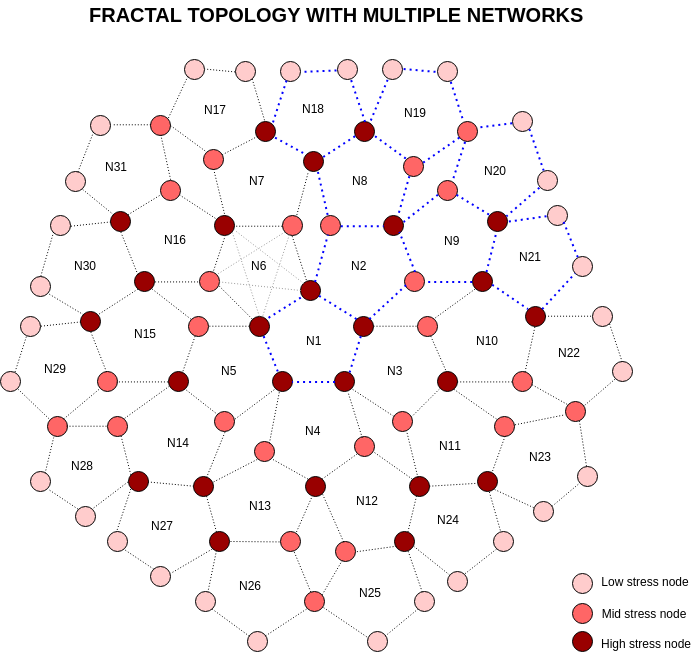 FRACTAL TOPOLOGY WITH MULTIPLE NETWORKS
N17
N18
N19
N31
N7
N8
N20
N16
N9
N30
N6
N2
N21
N15
N1
N10
N29
N5
N3
N22
N14
N4
N11
N28
N13
N12
N23
N27
N24
N26
N25
Low stress node
Mid stress node
High stress node